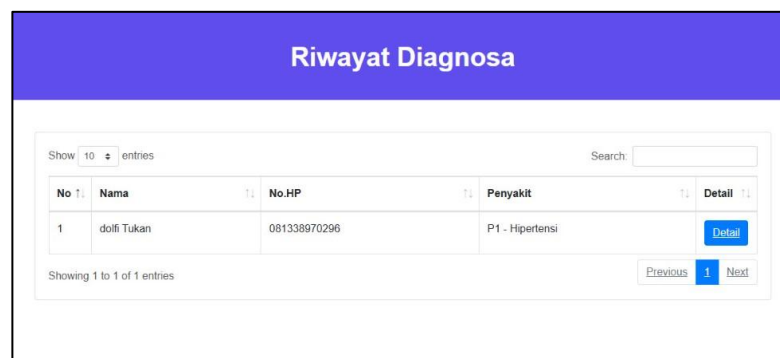 Riwayat Diagnosa
Show 10 entries
Search:
No Nama No.HP Penyakit Detail
1 dolfi Tukan 081338970296 P1 - Hipertensi Detail
Showing 1 to 1 of 1 entries
Previous 1 Next